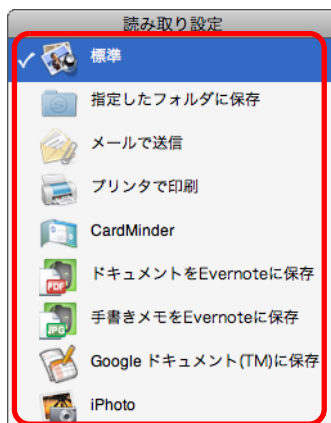 読み取り設定
標準
指定したフォルダに保存
メールで送信
プリンタで印刷
CardMinder
PDF
ドキュメントをEvernoteに保存
JPG
手書きメモをEvernoteに保存
Google ドキュメント(TM)に保存
iPhoto